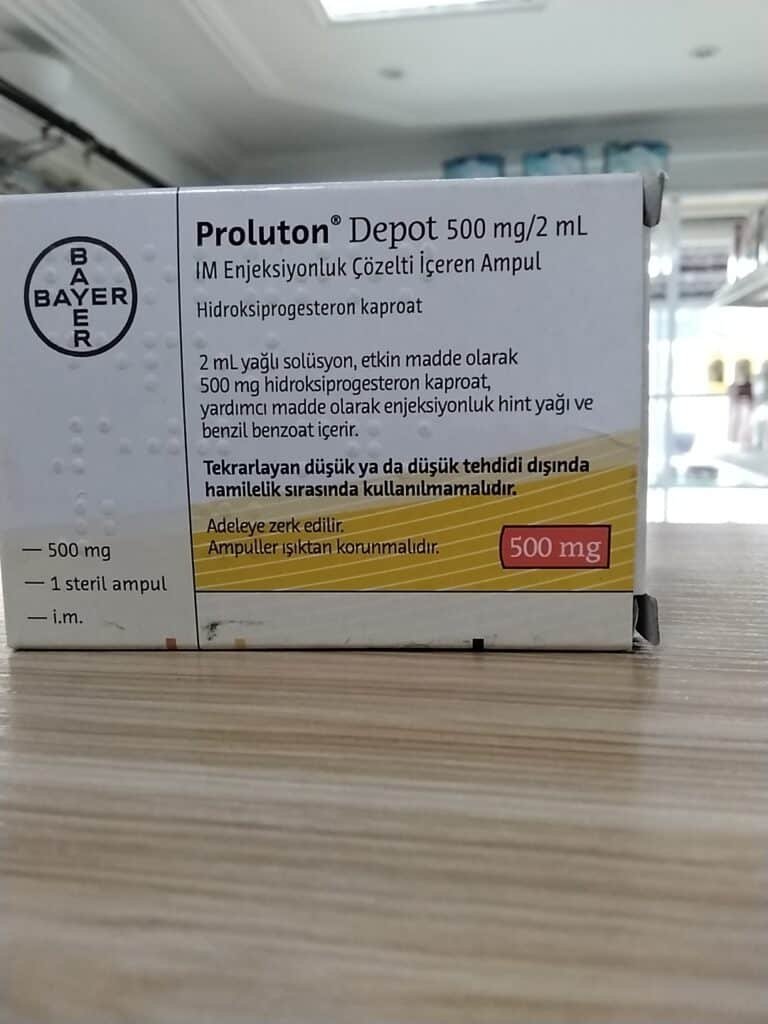 BAYER
BAYER
Proluton® Depot 500 mg/2 mL
IM Enjeksiyonluk Çözelti İçeren Ampul
Hidroksiprogesteron kaproat
2 mL yağlı solüsyon, etkin madde olarak
500 mg hidroksiprogesteron kaproat,
yardımcı madde olarak enjeksiyonluk hint yağı ve
benzil benzoat içerir.
Tekrarlayan düşük ya da düşük tehdidi dışında
hamilelik sırasında kullanılmamalıdır.
Adeleye zerk edilir.
Ampuller ışıktan korunmalıdır.
500 mg
— 500 mg
— 1 steril ampul
— i.m.